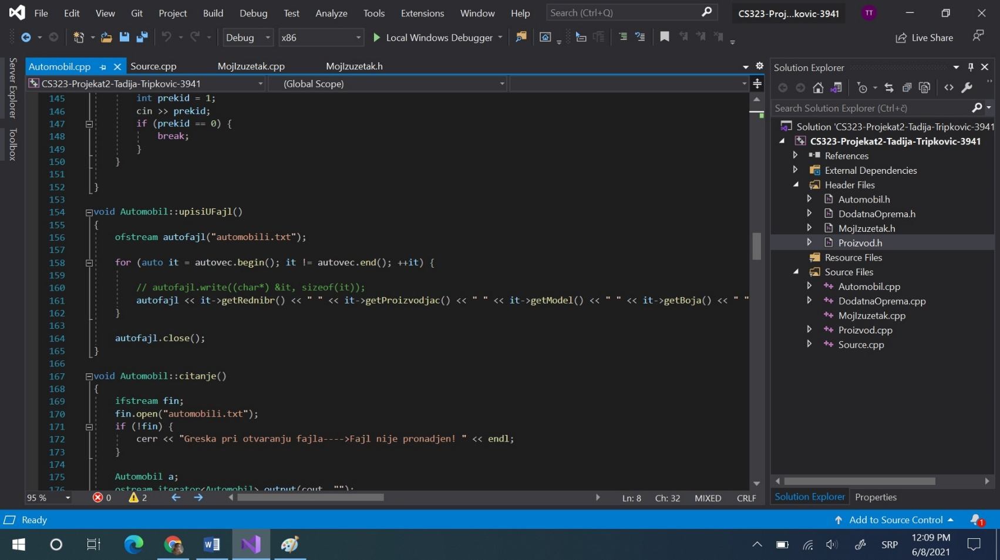 File Edit View Git Project Build Debug Test Analyze Tools Extensions Window Help Search (Ctrl+Q) CS323-Proj...kovic-3941 TT
Debug x86 Local Windows Debugger Live Share
Server Explorer
Toolbox
Automobil.cpp Source.cpp MojIzuzetak.cpp MojIzuzetak.h
CS323-Projekat2-Tadija-Tripkovic-3941 (Global Scope)
145 int prekid = 1;
146 cin >> prekid;
147 if (prekid == 0) {
148 break;
149 }
150 }
151
152 }
153
154 void Automobil::upisiUFajl()
155 {
156 ofstream autofajl("automobili.txt");
157
158 for (auto it = autovec.begin(); it != autovec.end(); ++it) {
159
160 // autofajl.write((char*) &it, sizeof(it));
161 autofajl << it->getRednibr() << " " << it->getProizvodjac() << " " << it->getModel() << " " << it->getBoja() << " "
162 }
163
164 autofajl.close();
165 }
166
167 void Automobil::citanje()
168 {
169 ifstream fin;
170 fin.open("automobili.txt");
171 if (!fin) {
172 cerr << "Greska pri otvaranju fajla---->Fajl nije pronadjen! " << endl;
173 }
174
175 Automobil a;
176 ostream_iterator<Automobil> output(cout, "");
95 % 0 2 Ln: 8 Ch: 32 MIXED CRLF
Solution Explorer
Search Solution Explorer (Ctrl+č)
Solution 'CS323-Projekat2-Tadija-Tripkovic-3941
CS323-Projekat2-Tadija-Tripkovic-3941
References
External Dependencies
Header Files
Automobil.h
DodatnaOprema.h
MojIzuzetak.h
Proizvod.h
Resource Files
Source Files
Automobil.cpp
DodatnaOprema.cpp
MojIzuzetak.cpp
Proizvod.cpp
Source.cpp
Solution Explorer Properties
Ready Add to Source Control 1
SRP 12:09 PM
6/8/2021